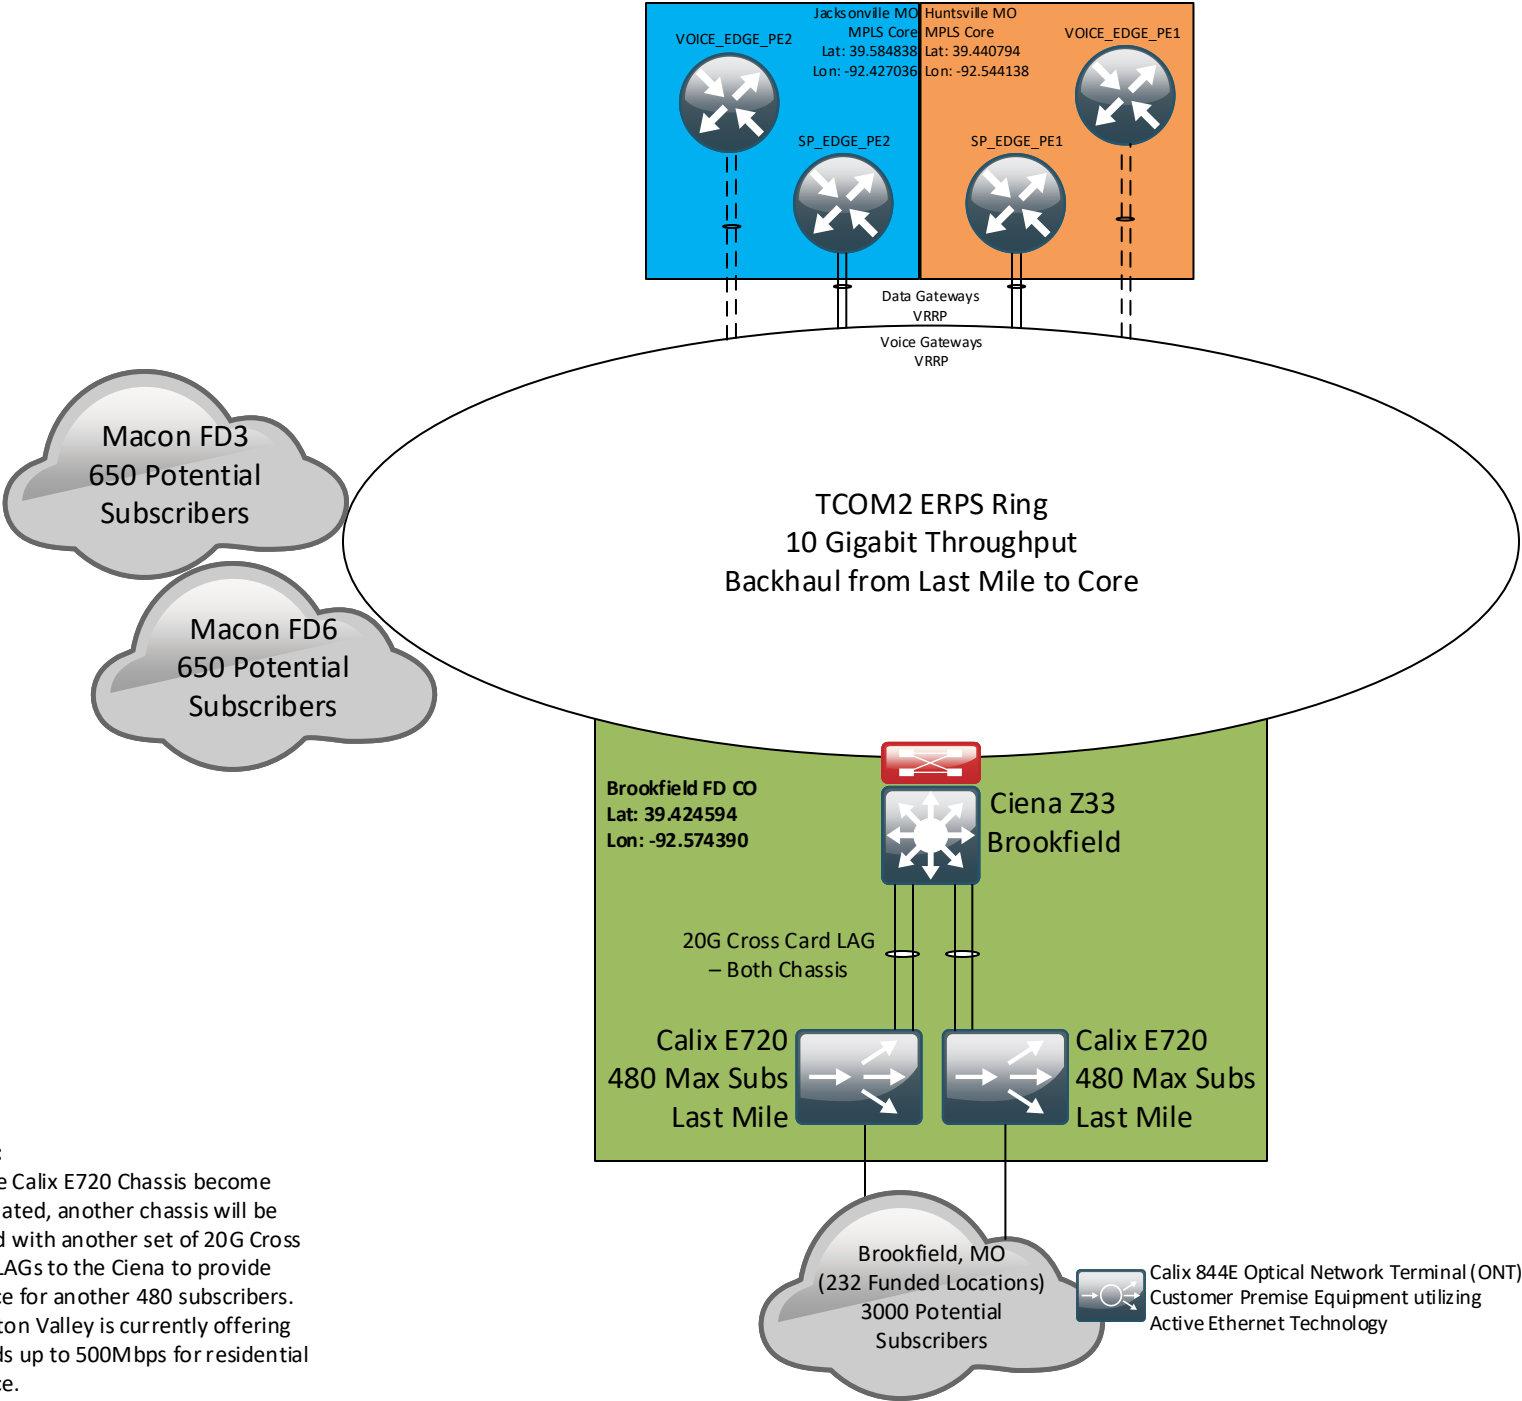 Jacksonville MO
MPLS Core
Lat: 39.584838
Lon: -92.427036
Huntsville MO
MPLS Core
Lat: 39.440794
Lon: -92.544138
VOICE_EDGE_PE2
VOICE_EDGE_PE1
SP_EDGE_PE2
SP_EDGE_PE1
Data Gateways
VRRP
Voice Gateways
VRRP
Macon FD3
650 Potential
Subscribers
TCOM2 ERPS Ring
10 Gigabit Throughput
Backhaul from Last Mile to Core
Macon FD6
650 Potential
Subscribers
Brookfield FD CO
Lat: 39.424594
Lon: -92.574390
Ciena Z33
Brookfield
20G Cross Card LAG
– Both Chassis
Calix E720
480 Max Subs
Last Mile
Calix E720
480 Max Subs
Last Mile
:
Calix E720 Chassis become
another chassis will be
with another set of 20G Cross
LAGs to the Ciena to provide
for another 480 subscribers.
Valley is currently offering
up to 500Mbps for residential
Brookfield, MO
(232 Funded Locations)
3000 Potential
Subscribers
Calix 844E Optical Network Terminal (ONT)
Customer Premise Equipment utilizing
Active Ethernet Technology